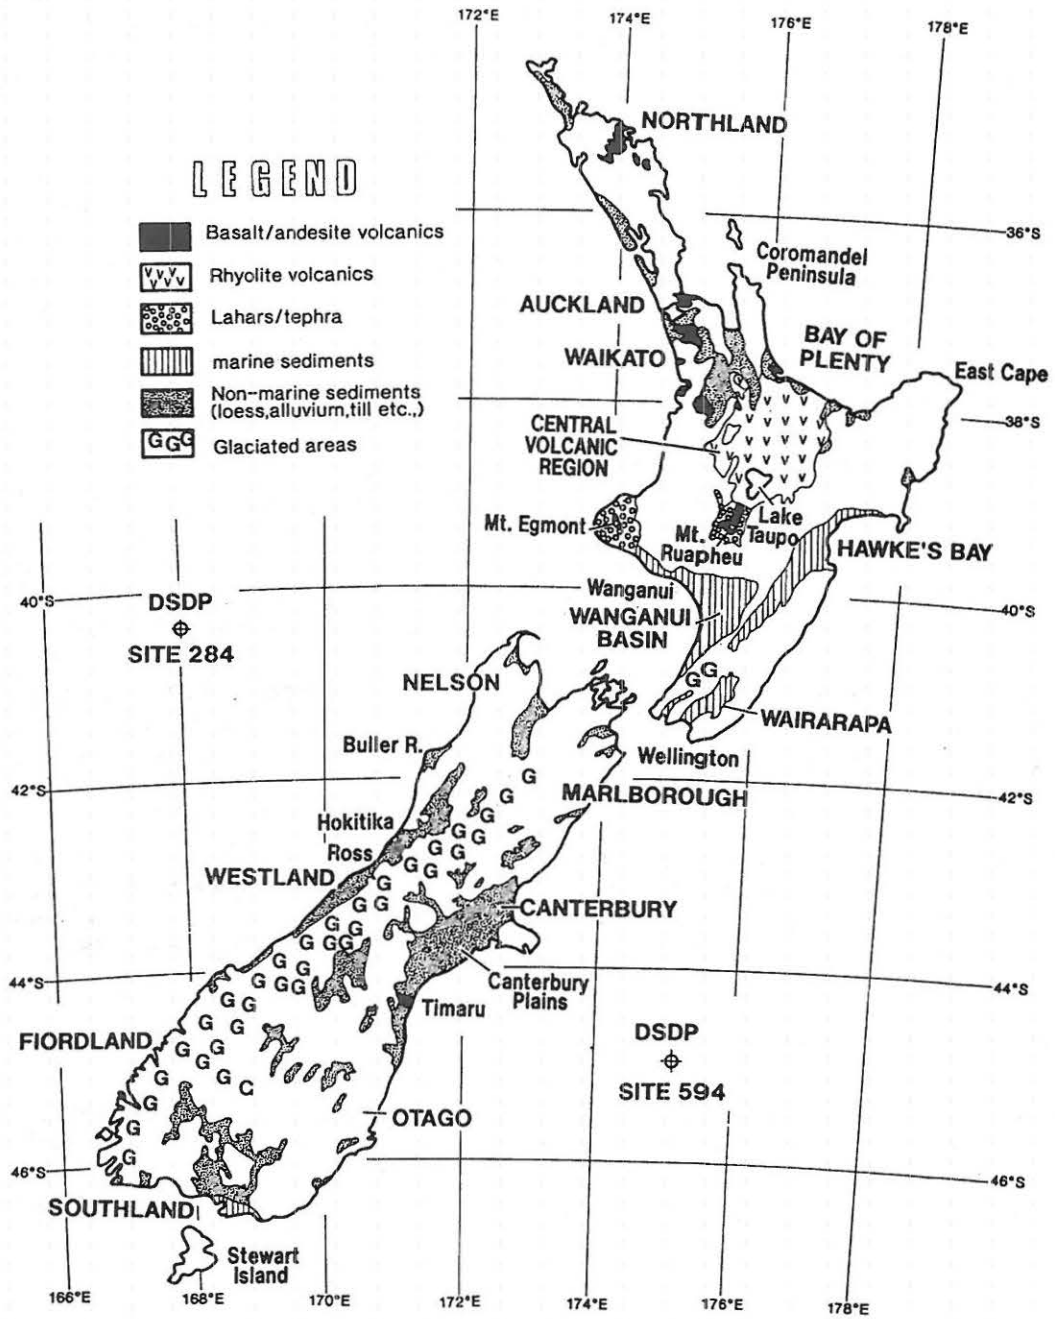 172°E
174°E
176°E
178°E
NORTHLAND
LEGEND
Basalt/andesite volcanics
Rhyolite volcanics
Lahars/tephra
marine sediments
Non-marine sediments
(loess,alluvium,till etc.,)
GGG
Glaciated areas
36°S
Coromandel
Peninsula
AUCKLAND
WAIKATO
BAY OF
PLENTY
East Cape
38°S
CENTRAL
VOLCANIC
REGION
Mt. Egmont
Mt.
Ruapheu
Lake
Taupo
HAWKE'S BAY
40°S
DSDP
SITE 284
Wanganui
WANGANUI
BASIN
40°S
NELSON
G G
WAIRARAPA
Buller R.
Wellington
42°S
MARLBOROUGH
42°S
Hokitika
Ross
WESTLAND
CANTERBURY
44°S
Canterbury
Plains
44°S
Timaru
FIORDLAND
DSDP
SITE 594
OTAGO
46°S
46°S
SOUTHLAND
Stewart
Island
166°E
168°E
170°E
172°E
174°E
176°E
178°E